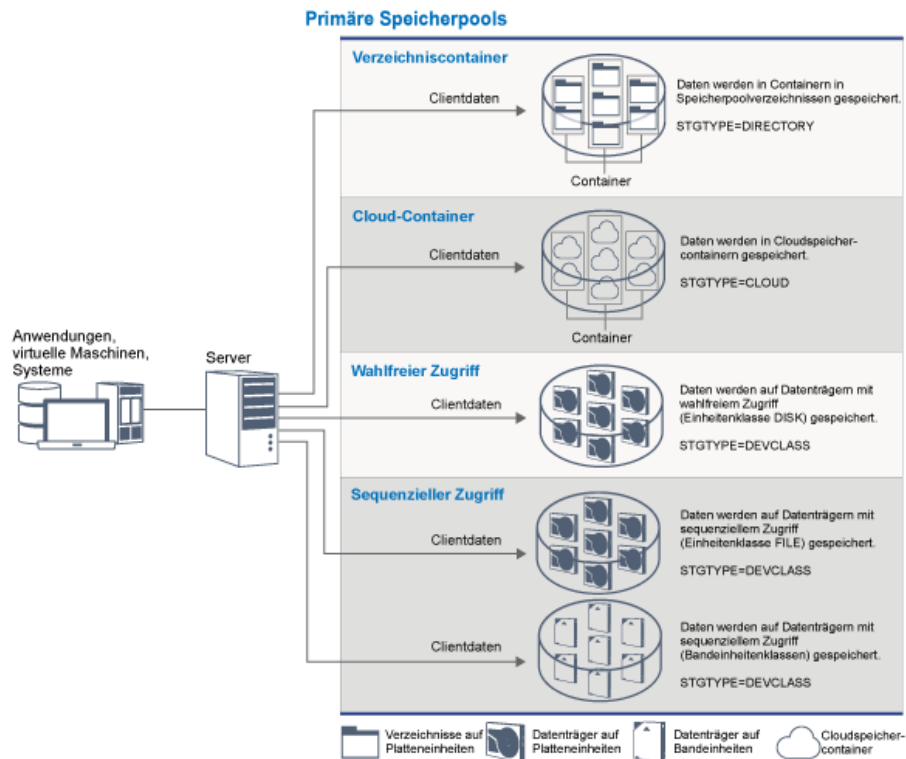 Primäre Speicherpools
Verzeichniscontainer
Clientdaten
Daten werden in Containern in
Speicherpoolverzeichnissen gespeichert.
STGTYPE=DIRECTORY
Container
Cloud-Container
Clientdaten
Daten werden in Cloudspeicher-
containern gespeichert.
STGTYPE=CLOUD
Container
Anwendungen,
virtuelle Maschinen,
Systeme
Server
Wahlfreier Zugriff
Clientdaten
Daten werden auf Datenträgern mit
wahlfreiem Zugriff
(Einheitenklasse DISK) gespeichert.
STGTYPE=DEVCLASS
Sequenzieller Zugriff
Clientdaten
Daten werden auf Datenträgern mit
sequenziellem Zugriff
(Einheitenklasse FILE) gespeichert.
STGTYPE=DEVCLASS
Clientdaten
Daten werden auf Datenträgern mit
sequenziellem Zugriff
(Bandeinheitenklassen) gespeichert.
STGTYPE=DEVCLASS
Verzeichnisse auf
Platteneinheiten
Datenträger auf
Platteneinheiten
Datenträger auf
Bandeinheiten
Cloudspeicher-
container